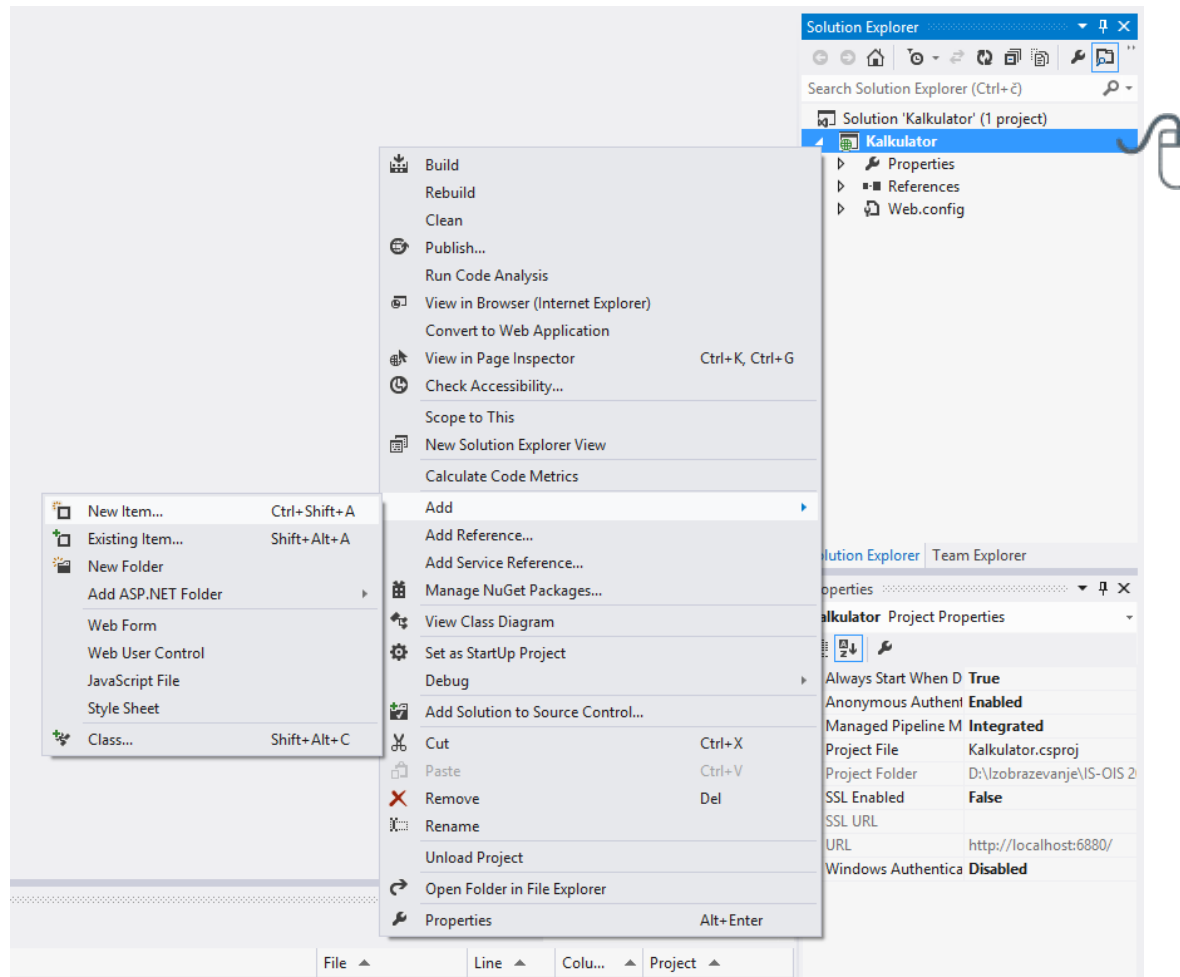 Solution Explorer
Search Solution Explorer (Ctrl+č)
Solution 'Kalkulator' (1 project)
Kalkulator
Properties
References
Web.config
Build
Rebuild
Clean
Publish...
Run Code Analysis
View in Browser (Internet Explorer)
Convert to Web Application
View in Page Inspector Ctrl+K, Ctrl+G
Check Accessibility...
Scope to This
New Solution Explorer View
Calculate Code Metrics
Add
Add Reference...
Add Service Reference...
Manage NuGet Packages...
View Class Diagram
Set as StartUp Project
Debug
Add Solution to Source Control...
Cut Ctrl+X
Paste Ctrl+V
Remove Del
Rename
Unload Project
Open Folder in File Explorer
Properties Alt+Enter
New Item... Ctrl+Shift+A
Existing Item... Shift+Alt+A
New Folder
Add ASP.NET Folder
Web Form
Web User Control
JavaScript File
Style Sheet
Class... Shift+Alt+C
olution Explorer Team Explorer
operties
alkulator Project Properties
Always Start When D True
Anonymous Authent Enabled
Managed Pipeline M Integrated
Project File Kalkulator.csproj
Project Folder D:\Izobrazevanje\IS-OIS 2
SSL Enabled False
SSL URL
URL http://localhost:6880/
Windows Authentica Disabled
File Line Colu... Project